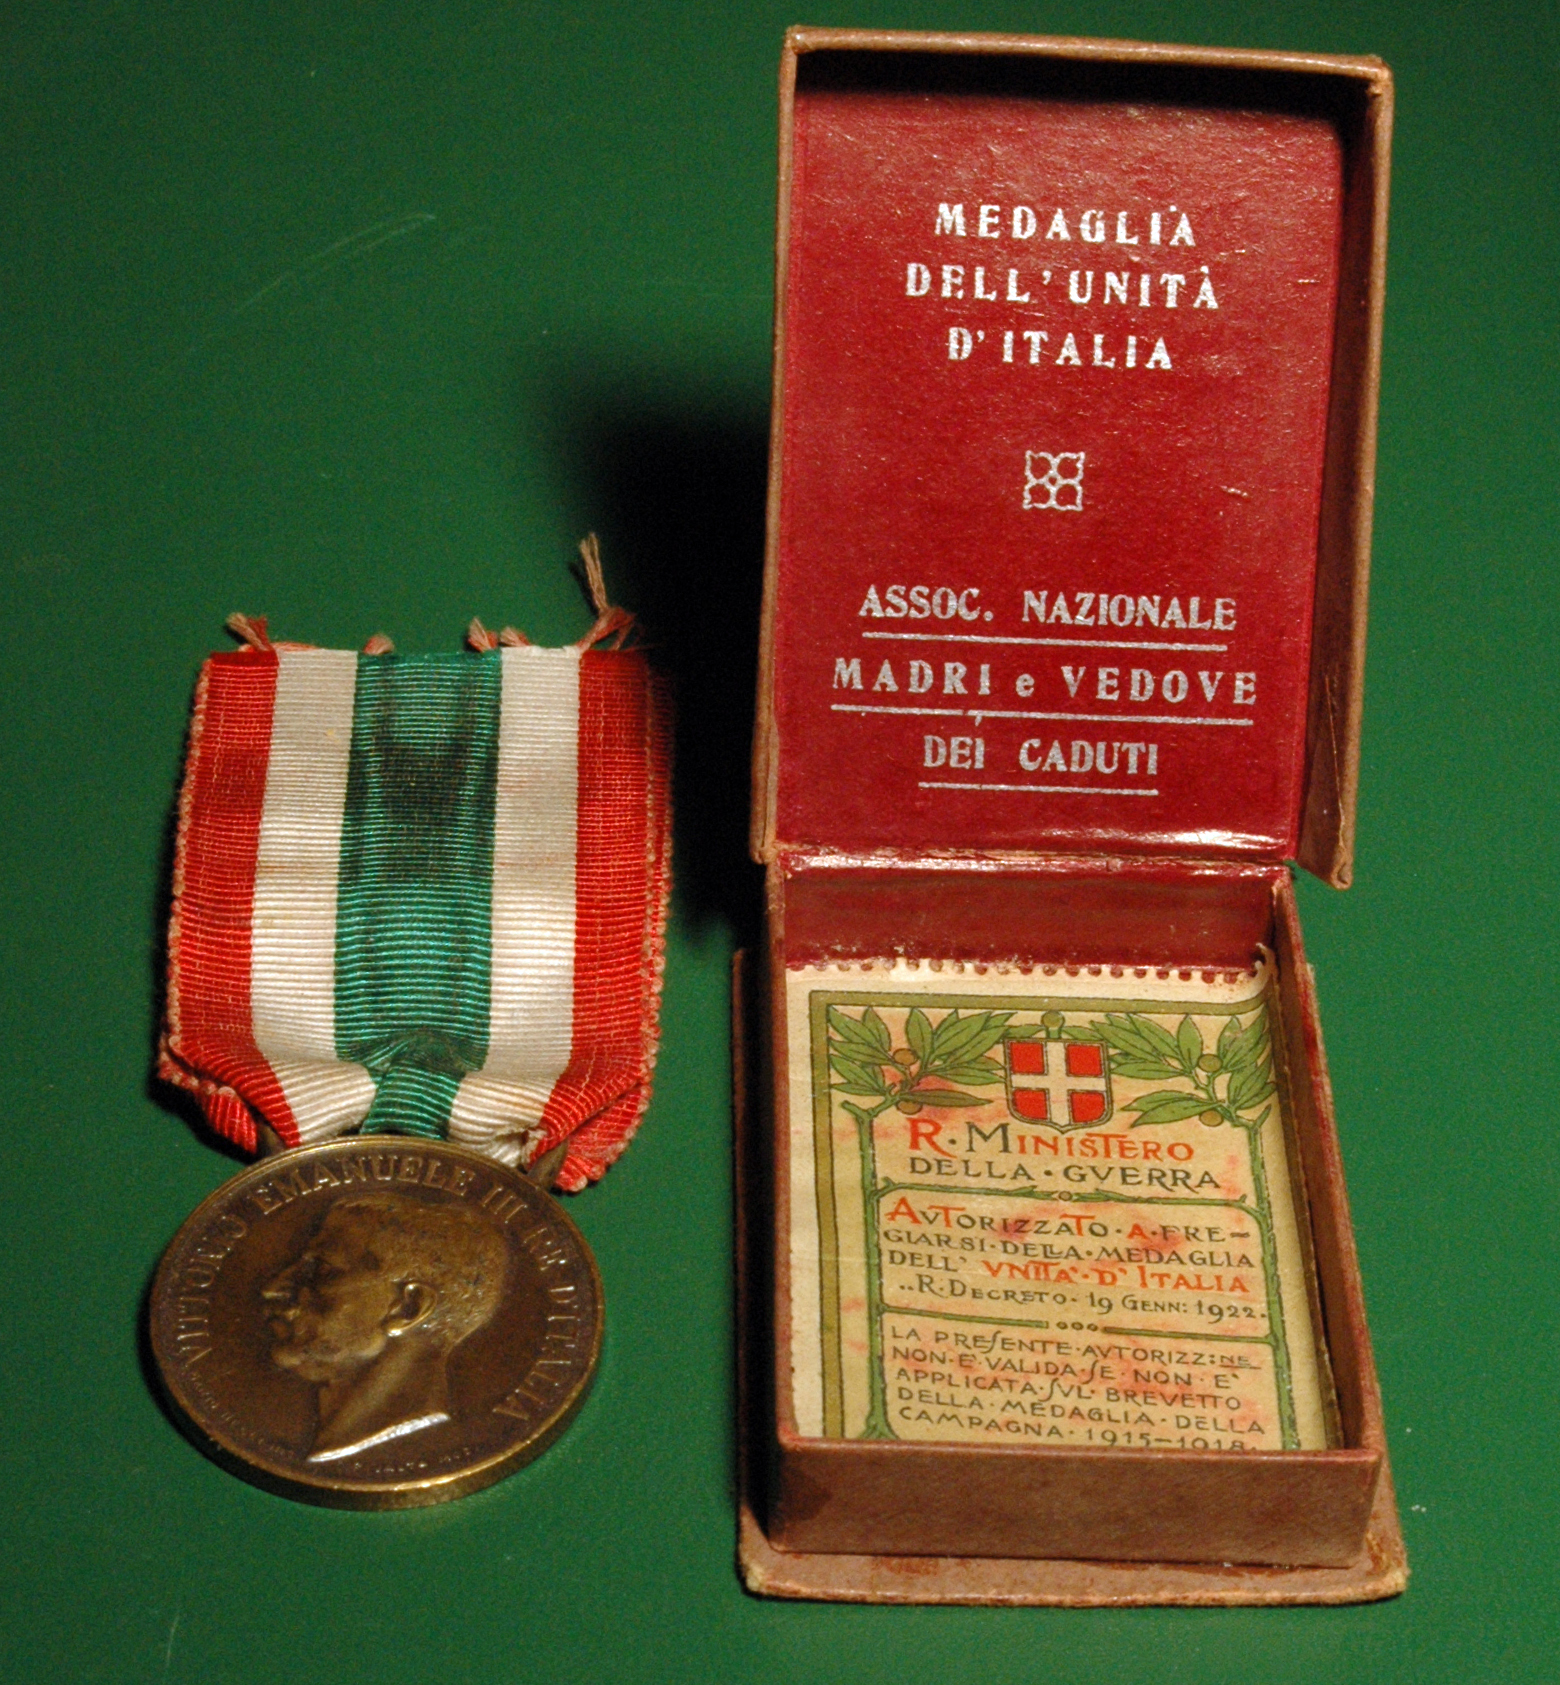 VITTORIO EMANUELE III RE D'ITALIA
MEDAGLIA
DELL'UNITÀ
D'ITALIA
ASSOC. NAZIONALE
MADRI e VEDOVE
DEI CADUTI
R·MINISTERO
DELLA·GVERRA
AVTORIZZATO·A·FRE=
GIARSI·DELLA·MEDAGLIA
DELL' VNITA'·D'ITALIA
..R·DECRETO·19 GENN: 1922.
LA PRESENTE·AVTORIZZ:NE
NON·E'·VALIDA·SE·NON·E'
APPLICATA·SVL·BREVETTO
DELLA·MEDAGLIA·DELLA
CAMPAGNA·1915-1918.